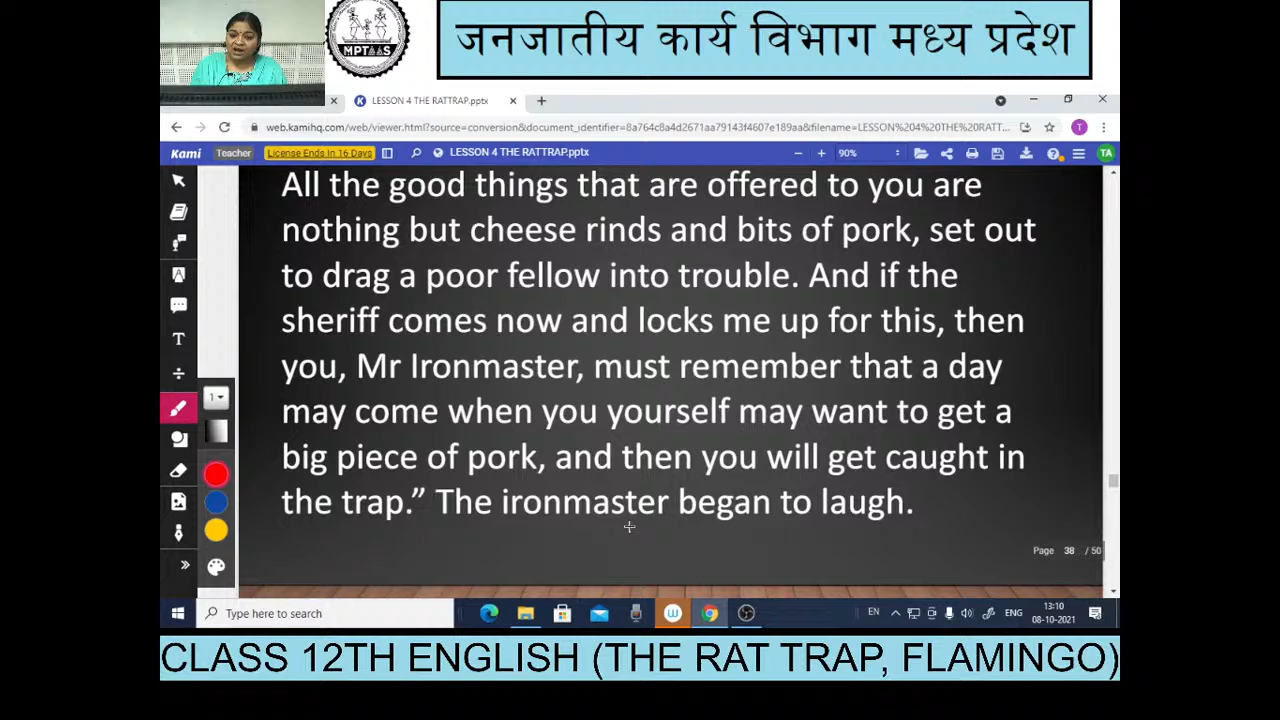 जनजातीय कार्य विभाग मध्य प्रदेश
MPTAAS
LESSON 4 THE RATTRAP.pptx
web.kamihq.com/web/viewer.html?source=conversion&document_identifier=8a764c8a4d2671aa79143f4607e189aa&filename=LESSON%204%20THE%20RATT...
Kami Teacher License Ends In 16 Days LESSON 4 THE RATTRAP.pptx 90% TA
All the good things that are offered to you are
nothing but cheese rinds and bits of pork, set out
to drag a poor fellow into trouble. And if the
sheriff comes now and locks me up for this, then
you, Mr Ironmaster, must remember that a day
may come when you yourself may want to get a
big piece of pork, and then you will get caught in
the trap.” The ironmaster began to laugh.
Page 38 / 50
Type here to search
EN ENG 13:10
08-10-2021
CLASS 12TH ENGLISH (THE RAT TRAP, FLAMINGO)